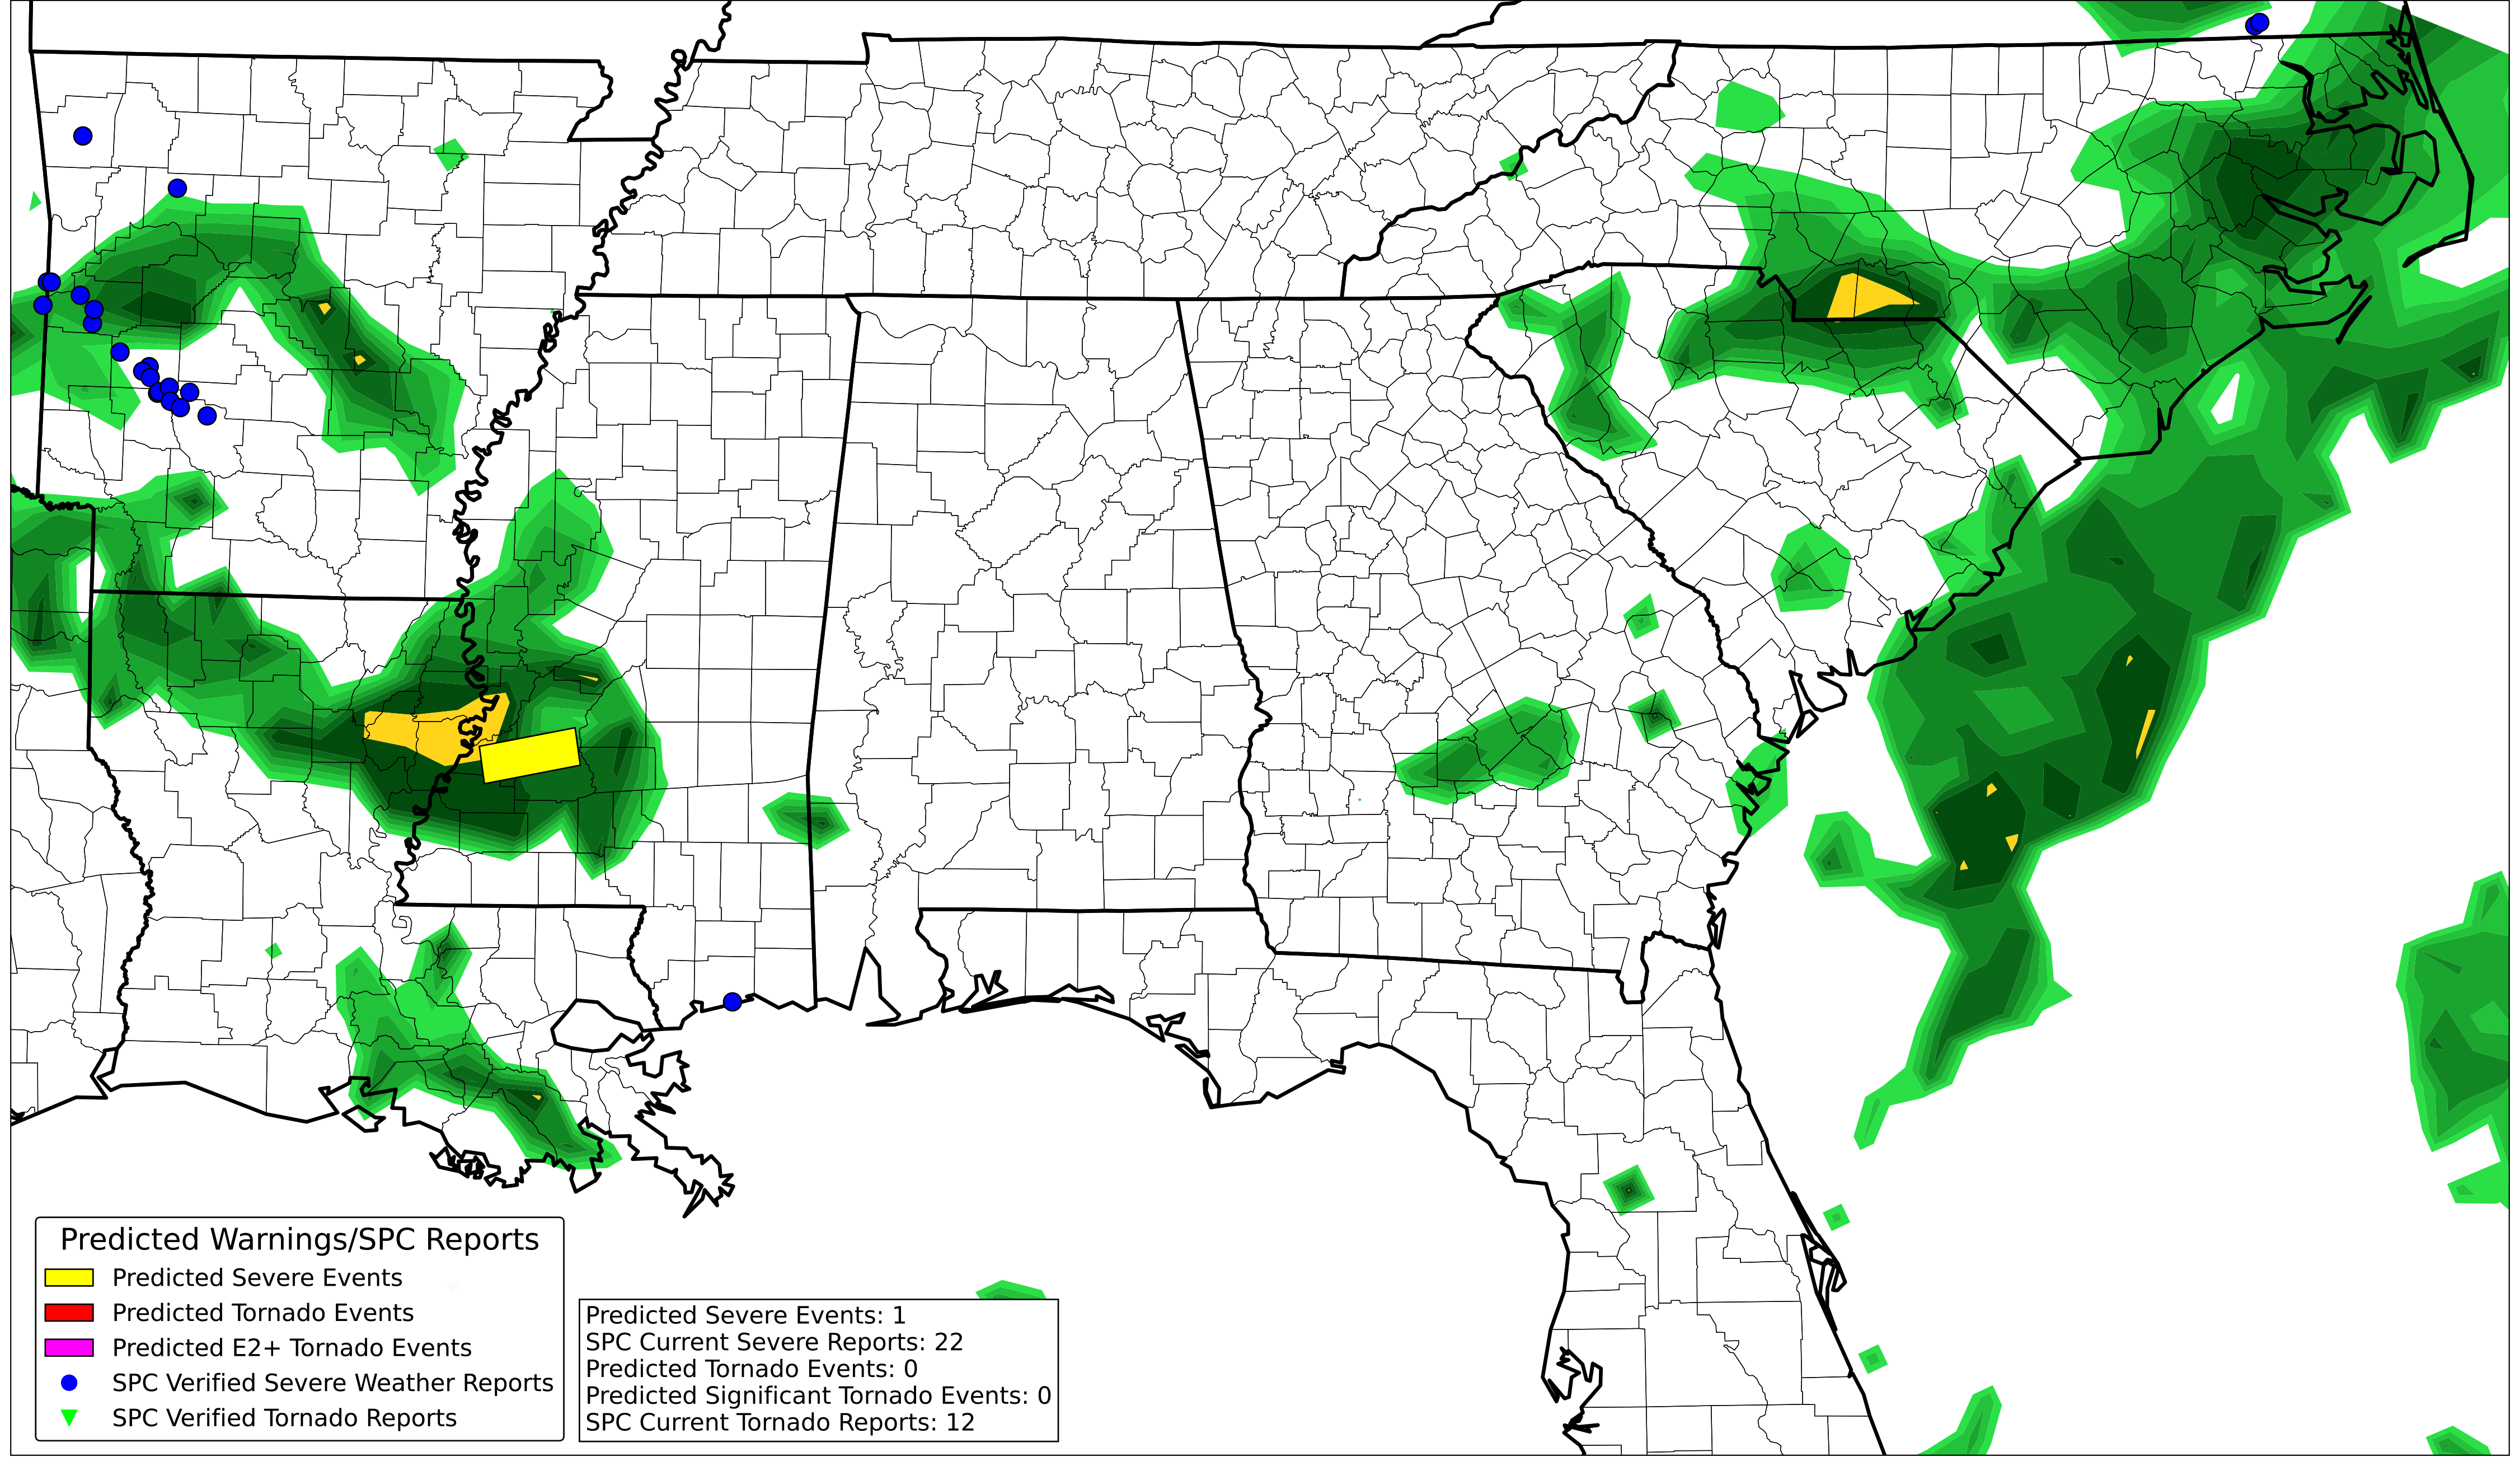 Predicted Warnings/SPC Reports
Predicted Severe Events
Predicted Tornado Events
Predicted E2+ Tornado Events
SPC Verified Severe Weather Reports
SPC Verified Tornado Reports
Predicted Severe Events: 1
SPC Current Severe Reports: 22
Predicted Tornado Events: 0
Predicted Significant Tornado Events: 0
SPC Current Tornado Reports: 12